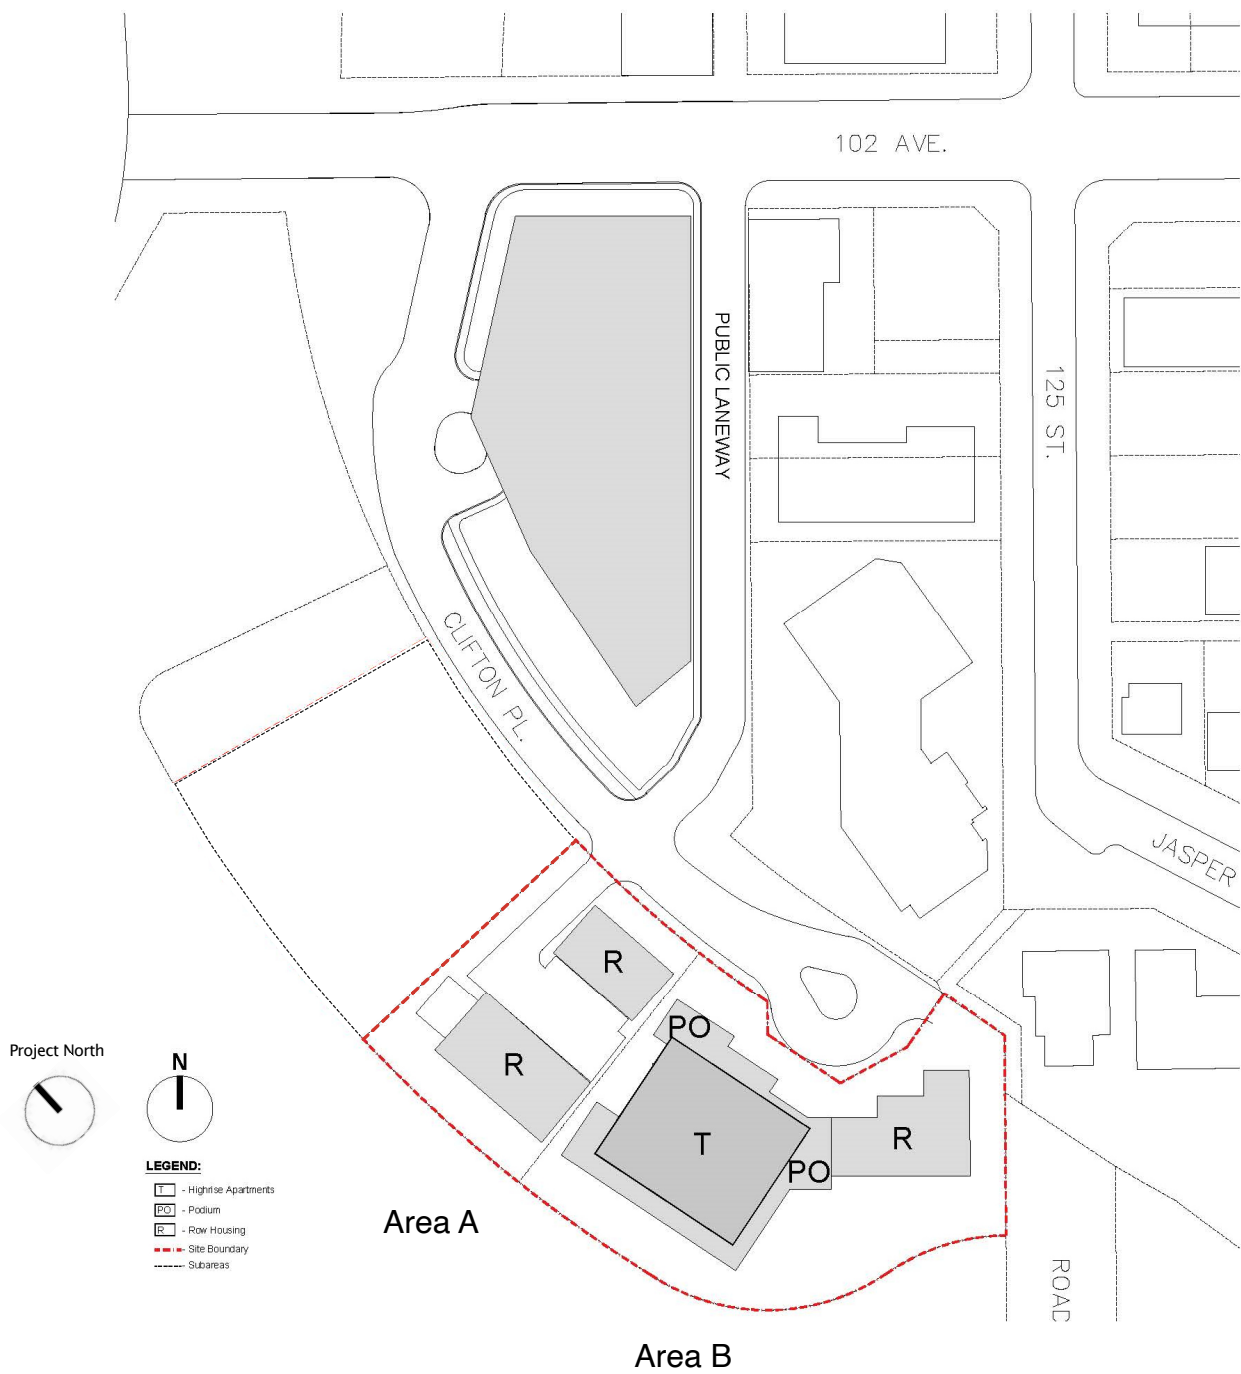 102 AVE.
PUBLIC LANEWAY
125 ST.
CLIFTON PL.
JASPER
R
PO
R
T
R
PO
Project North
N
LEGEND:
T - Highrise Apartments
PO - Podium
R - Row Housing
Site Boundary
Subareas
Area A
ROAD
Area B